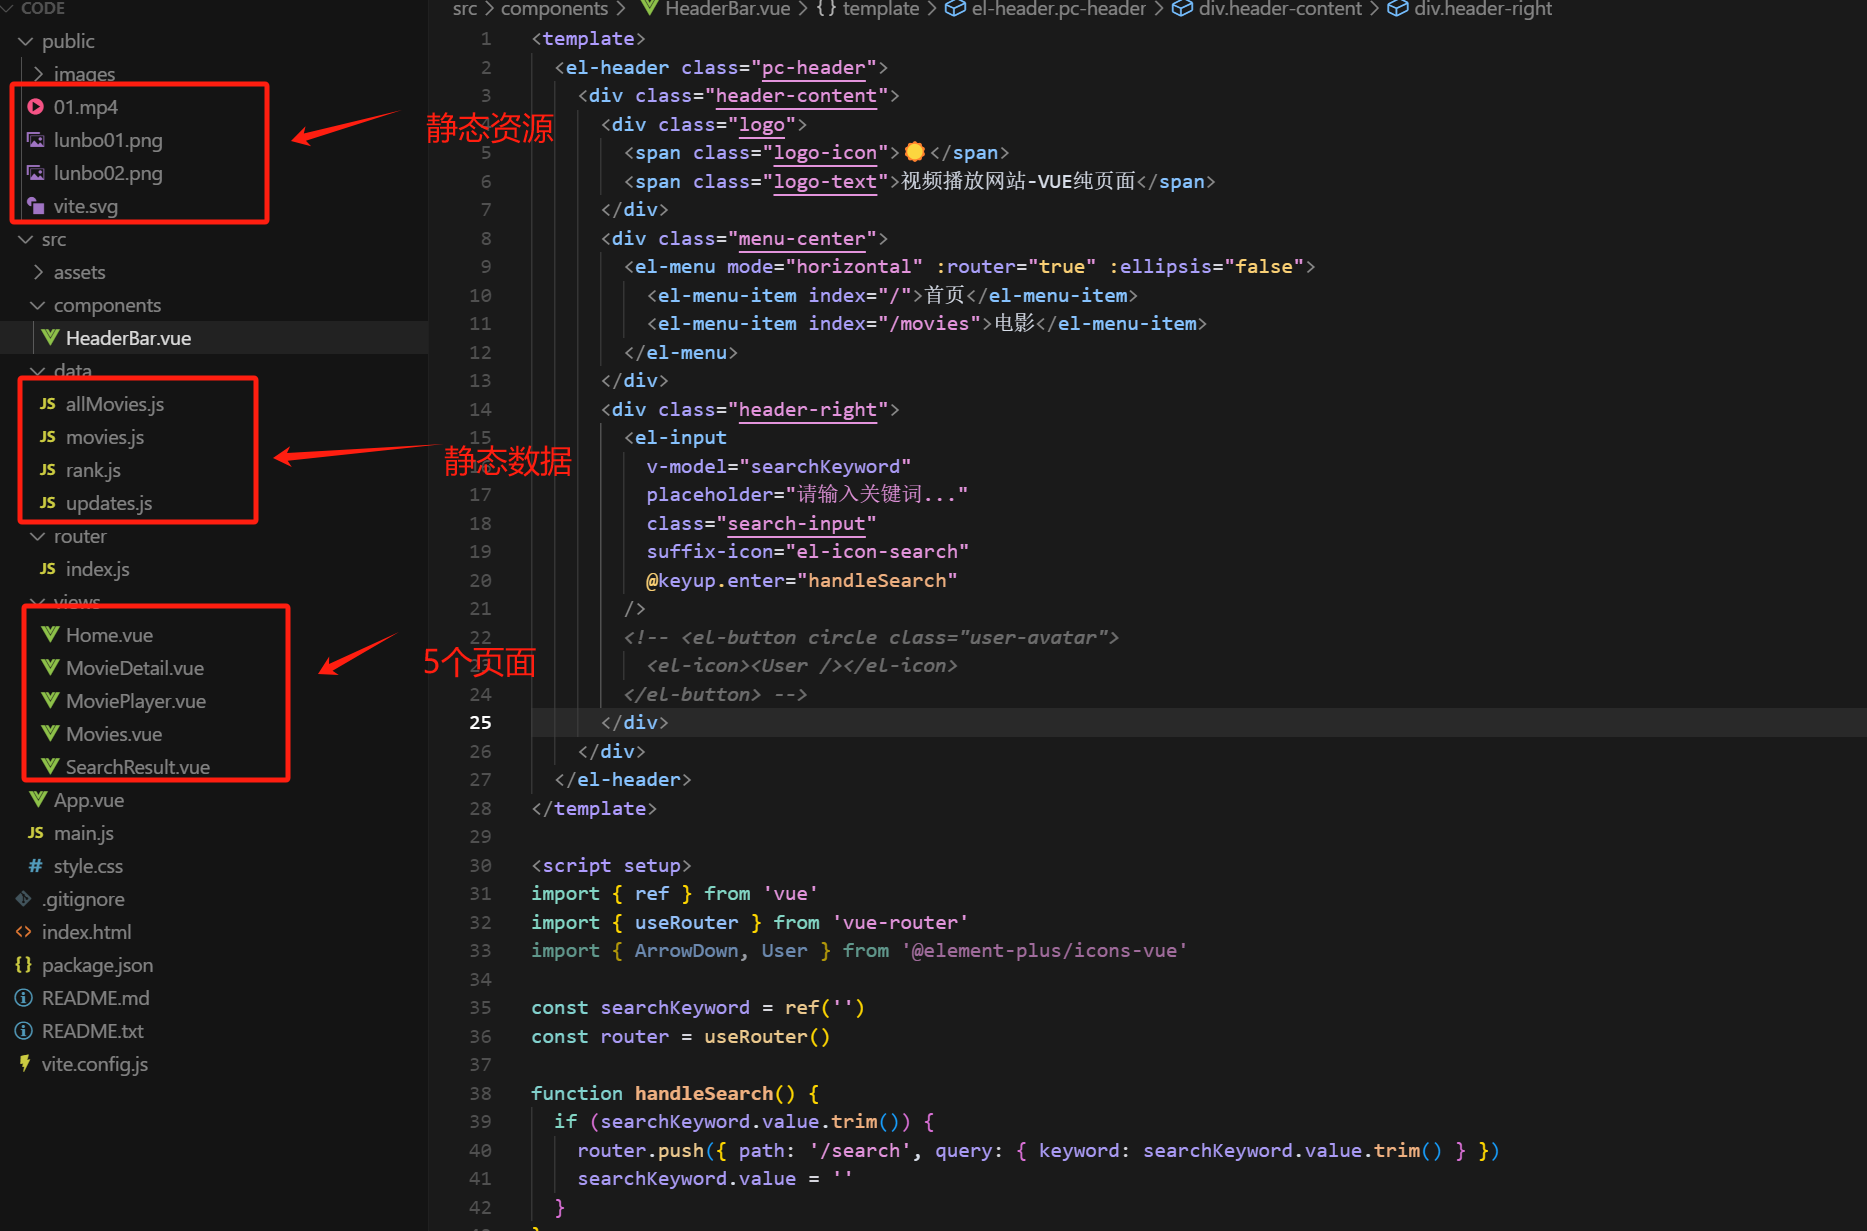 CODE
public
images
01.mp4
lunbo01.png
lunbo02.png
vite.svg
src
assets
components
HeaderBar.vue
data
JS allMovies.js
JS movies.js
JS rank.js
JS updates.js
router
JS index.js
views
Home.vue
MovieDetail.vue
MoviePlayer.vue
Movies.vue
SearchResult.vue
App.vue
JS main.js
# style.css
.gitignore
<> index.html
{} package.json
README.md
README.txt
vite.config.js
静态资源
静态数据
5个页面
src > components > HeaderBar.vue > {} template > el-header.pc-header > div.header-content > div.header-right
1 <template>
2 <el-header class="pc-header">
3 <div class="header-content">
4 <div class="logo">
5 <span class="logo-icon">🌞</span>
6 <span class="logo-text">视频播放网站-VUE纯页面</span>
7 </div>
8 <div class="menu-center">
9 <el-menu mode="horizontal" :router="true" :ellipsis="false">
10 <el-menu-item index="/">首页</el-menu-item>
11 <el-menu-item index="/movies">电影</el-menu-item>
12 </el-menu>
13 </div>
14 <div class="header-right">
15 <el-input
v-model="searchKeyword"
17 placeholder="请输入关键词..."
18 class="search-input"
19 suffix-icon="el-icon-search"
20 @keyup.enter="handleSearch"
21 />
22 <!-- <el-button circle class="user-avatar">
<el-icon><User /></el-icon>
24 </el-button> -->
25 </div>
26 </div>
27 </el-header>
28 </template>
29
30 <script setup>
31 import { ref } from 'vue'
32 import { useRouter } from 'vue-router'
33 import { ArrowDown, User } from '@element-plus/icons-vue'
34
35 const searchKeyword = ref('')
36 const router = useRouter()
37
38 function handleSearch() {
39 if (searchKeyword.value.trim()) {
40 router.push({ path: '/search', query: { keyword: searchKeyword.value.trim() } })
41 searchKeyword.value = ''
42 }